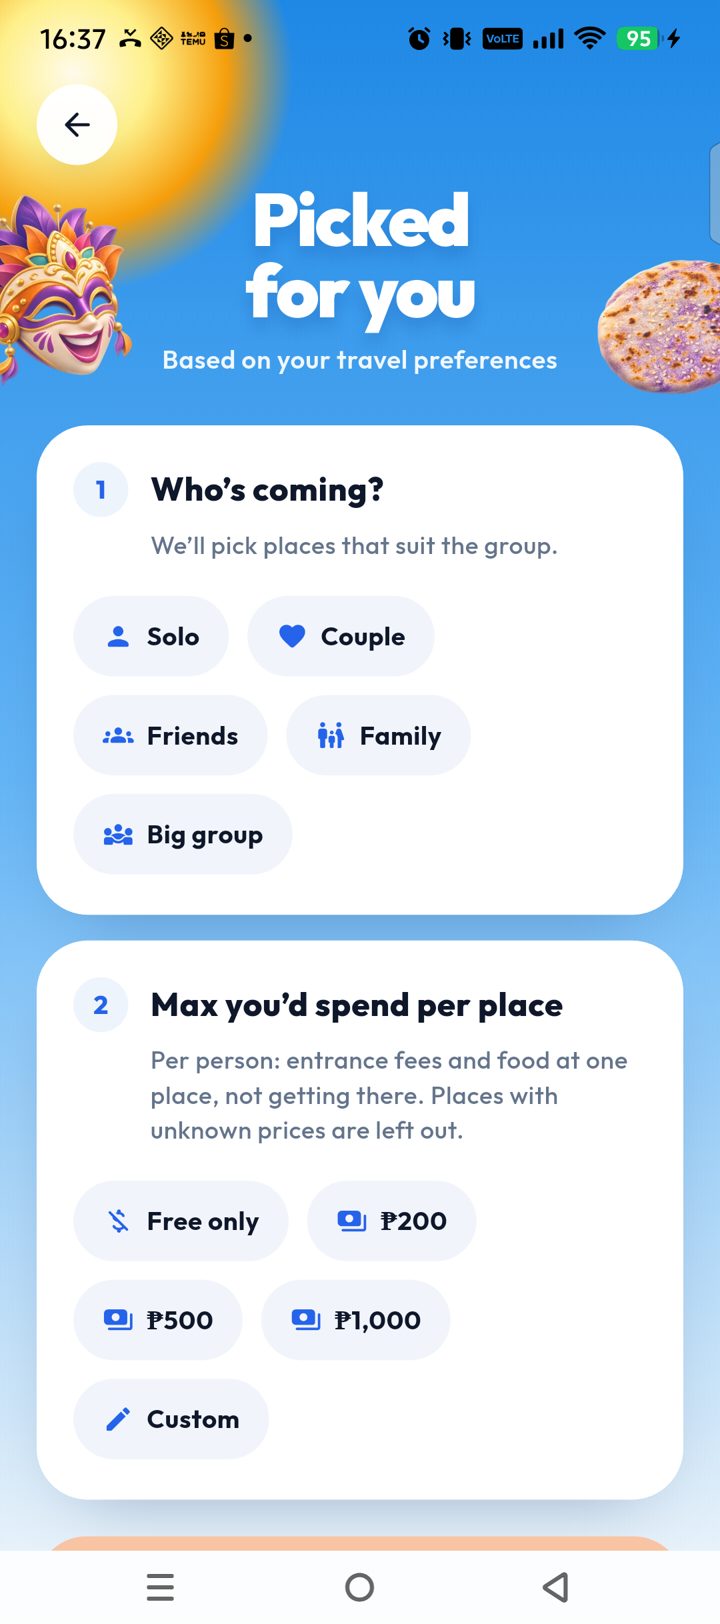 16:37
TEMU
VoLTE
95
Picked
for you
Based on your travel preferences
1
Who’s coming?
We’ll pick places that suit the group.
Solo
Couple
Friends
Family
Big group
2
Max you’d spend per place
Per person: entrance fees and food at one
place, not getting there. Places with
unknown prices are left out.
Free only
₱200
₱500
₱1,000
Custom